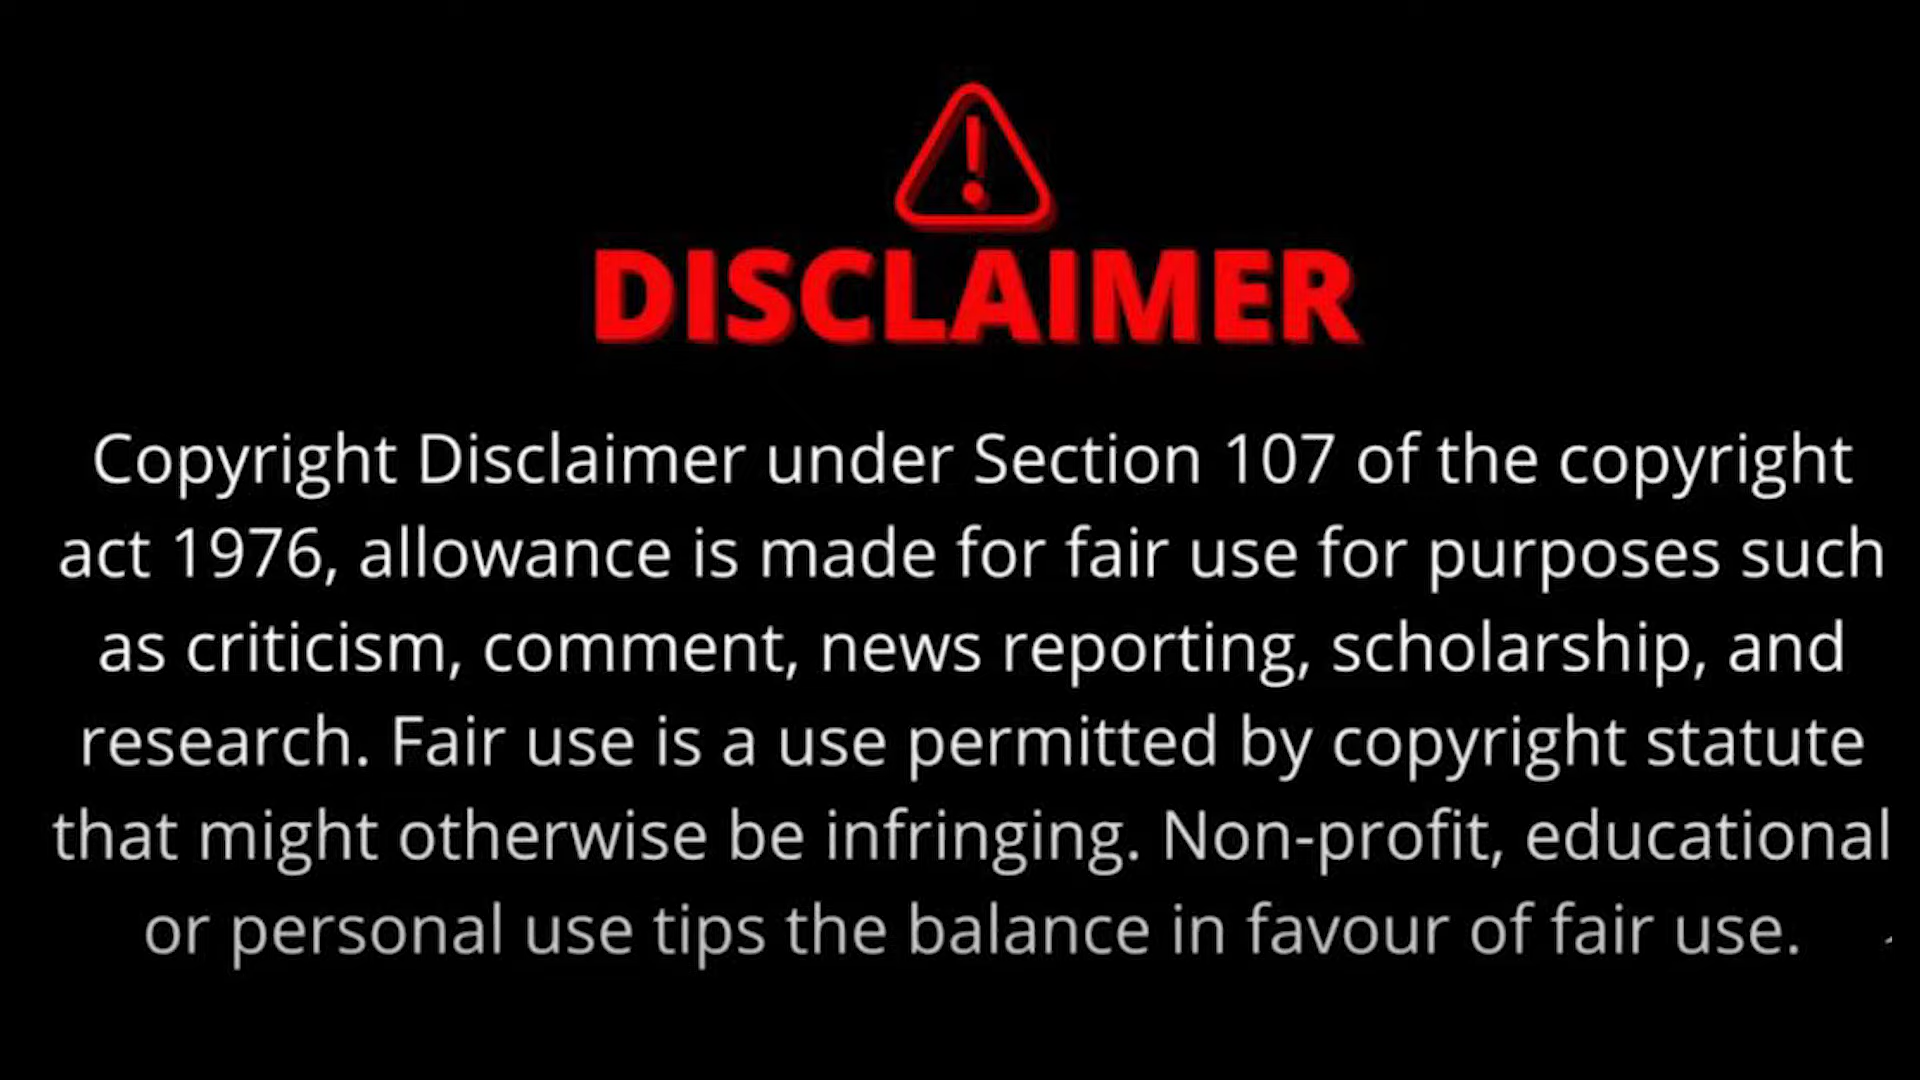 DISCLAIMER
Copyright Disclaimer under Section 107 of the copyright
act 1976, allowance is made for fair use for purposes such
as criticism, comment, news reporting, scholarship, and
research. Fair use is a use permitted by copyright statute
that might otherwise be infringing. Non-profit, educational
or personal use tips the balance in favour of fair use.